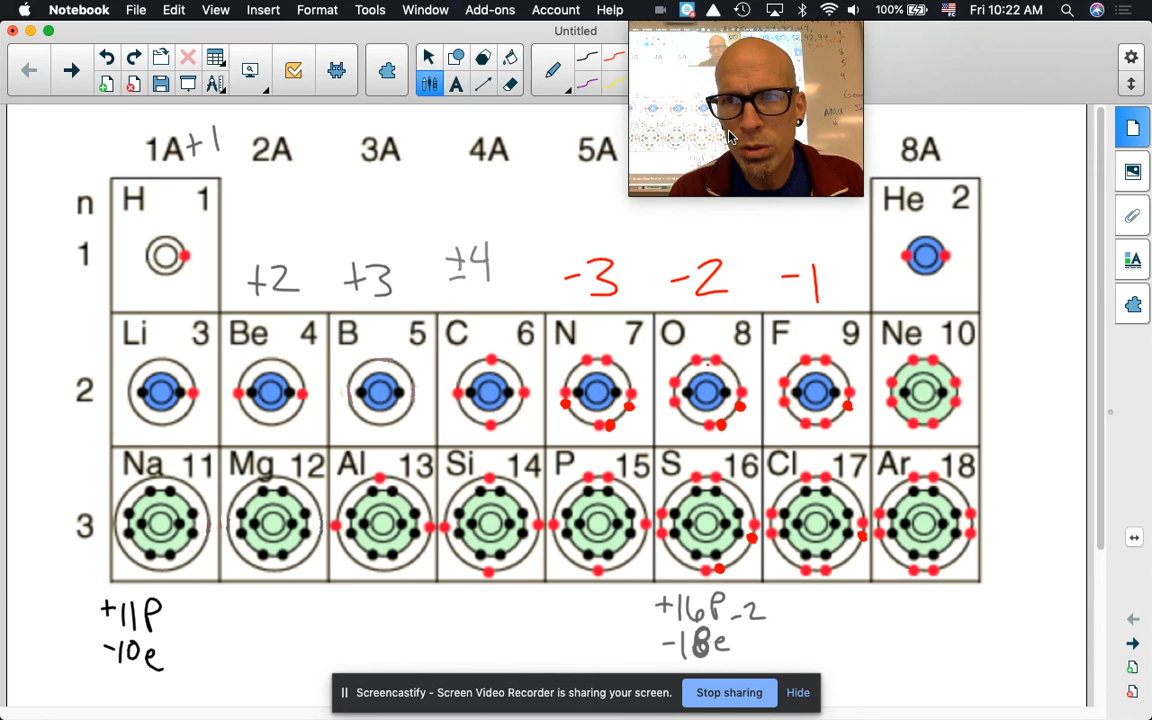 Notebook File Edit View Insert Format Tools Window Add-ons Account Help 100% Fri 10:22 AM
Untitled
1A +1 2A 3A 4A 5A 8A
n H 1 He 2
1
+2 +3 ±4 -3 -2 -1
Li 3 Be 4 B 5 C 6 N 7 O 8 F 9 Ne 10
2
Na 11 Mg 12 Al 13 Si 14 P 15 S 16 Cl 17 Ar 18
3
+11P +16P -2
-10e -18e
Screencastify - Screen Video Recorder is sharing your screen. Stop sharing Hide